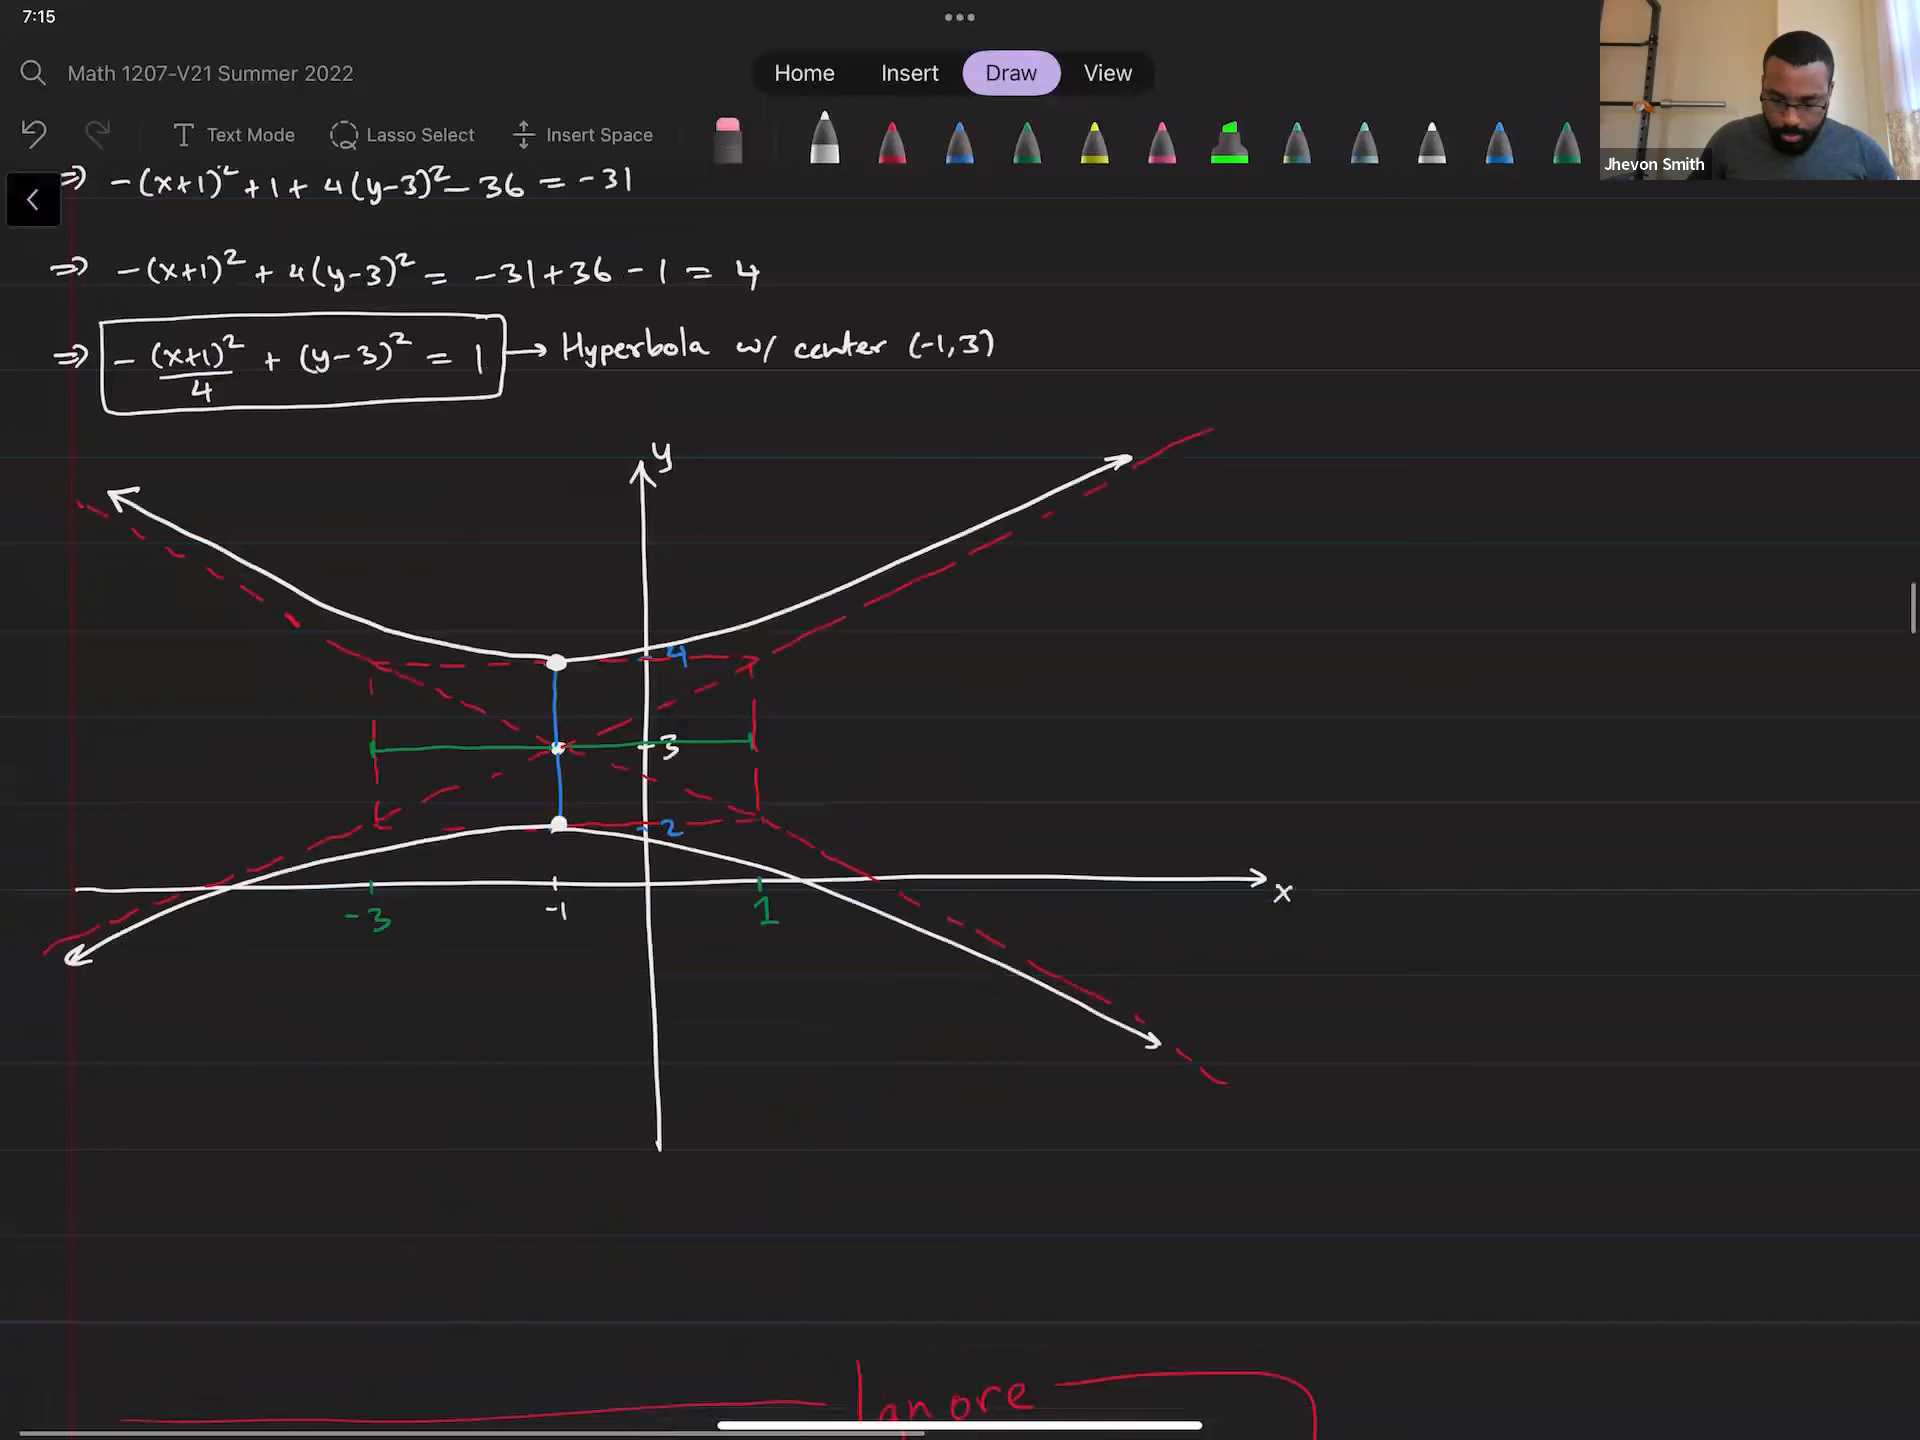 7:15
Math 1207-V21 Summer 2022
Home Insert Draw View
Text Mode Lasso Select Insert Space
Jhevon Smith
⇒ -(x+1)² + 1 + 4(y-3)² - 36 = -31
⇒ -(x+1)² + 4(y-3)² = -31+36-1 = 4
⇒ -(x+1)²/4 + (y-3)² = 1 → Hyperbola w/ center (-1,3)
y
4
3
2
x
-3 -1 1
Ignore